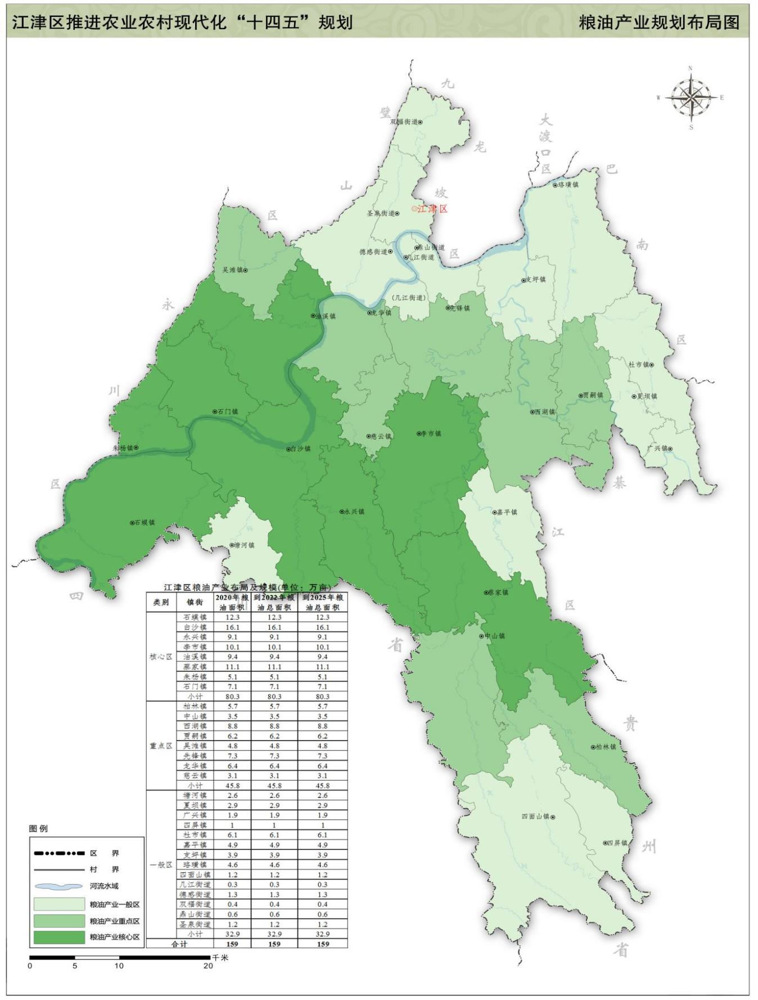 江津区推进农业农村现代化“十四五”规划
粮油产业规划布局图
N
W
E
S
九
龙
坡
区
璧
山
区
大
渡
口
区
巴
南
区
永
川
区
綦
江
区
四
川
省
贵
州
省
双福街道
圣泉街道
江津区
德感街道
鼎山街道
几江街道
(几江街道)
珞璜镇
支坪镇
吴滩镇
油溪镇
龙华镇
先锋镇
杜市镇
夏坝镇
贾嗣镇
西湖镇
广兴镇
石门镇
朱杨镇
白沙镇
慈云镇
李市镇
石蟆镇
塘河镇
永兴镇
嘉平镇
蔡家镇
中山镇
柏林镇
四面山镇
四屏镇
江津区粮油产业布局及规模(单位：万亩)
类别 镇街 2020年粮油面积 到2022年粮油总面积 到2025年粮油总面积
核心区
石蟆镇 12.3 12.3 12.3
白沙镇 16.1 16.1 16.1
永兴镇 9.1 9.1 9.1
李市镇 10.1 10.1 10.1
油溪镇 9.4 9.4 9.4
蔡家镇 11.1 11.1 11.1
朱杨镇 5.1 5.1 5.1
石门镇 7.1 7.1 7.1
小计 80.3 80.3 80.3
重点区
柏林镇 5.7 5.7 5.7
中山镇 3.5 3.5 3.5
西湖镇 8.8 8.8 8.8
贾嗣镇 6.2 6.2 6.2
吴滩镇 4.8 4.8 4.8
先锋镇 7.3 7.3 7.3
龙华镇 6.4 6.4 6.4
慈云镇 3.1 3.1 3.1
小计 45.8 45.8 45.8
一般区
塘河镇 2.6 2.6 2.6
夏坝镇 2.9 2.9 2.9
广兴镇 1.9 1.9 1.9
四屏镇 1 1 1
杜市镇 6.1 6.1 6.1
嘉平镇 4.9 4.9 4.9
支坪镇 3.9 3.9 3.9
珞璜镇 4.6 4.6 4.6
四面山镇 1.2 1.2 1.2
几江街道 0.3 0.3 0.3
德感街道 1.3 1.3 1.3
双福街道 0.4 0.4 0.4
鼎山街道 0.6 0.6 0.6
圣泉街道 1.2 1.2 1.2
小计 32.9 32.9 32.9
合计 159 159 159
图例
区 界
村 界
河流水域
粮油产业一般区
粮油产业重点区
粮油产业核心区
0 5 10 20 千米